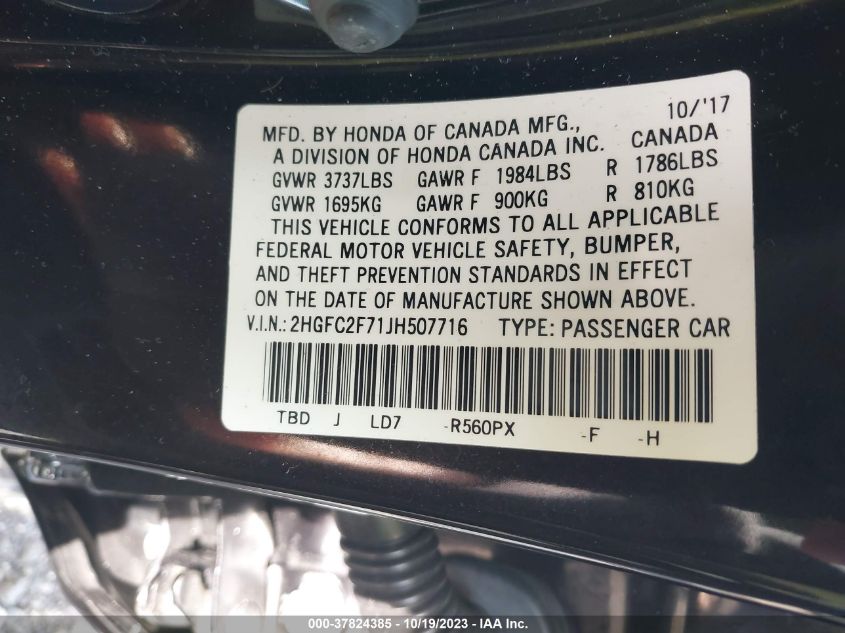 10/'17
MFD. BY HONDA OF CANADA MFG.,
A DIVISION OF HONDA CANADA INC. CANADA
GVWR 3737LBS GAWR F 1984LBS R 1786LBS
GVWR 1695KG GAWR F 900KG R 810KG
THIS VEHICLE CONFORMS TO ALL APPLICABLE
FEDERAL MOTOR VEHICLE SAFETY, BUMPER,
AND THEFT PREVENTION STANDARDS IN EFFECT
ON THE DATE OF MANUFACTURE SHOWN ABOVE.
V.I.N.: 2HGFC2F71JH507716 TYPE: PASSENGER CAR
TBD J LD7 -R560PX -F -H
000-37824385 - 10/19/2023 - IAA Inc.